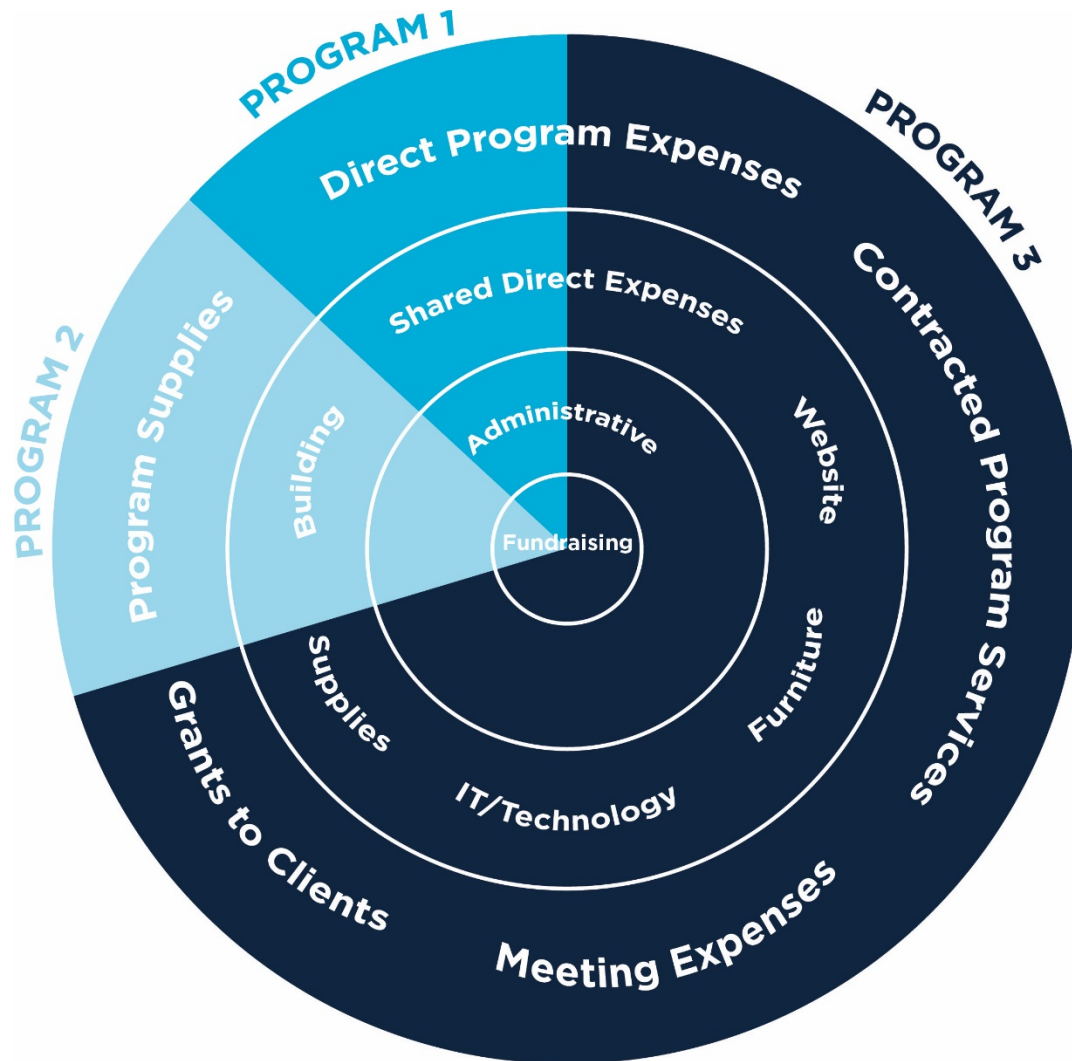 PROGRAM 1
PROGRAM 2
PROGRAM 3
Direct Program Expenses
Contracted Program Services
Meeting Expenses
Grants to Clients
Program Supplies
Shared Direct Expenses
Website
Furniture
IT/Technology
Supplies
Building
Administrative
Fundraising